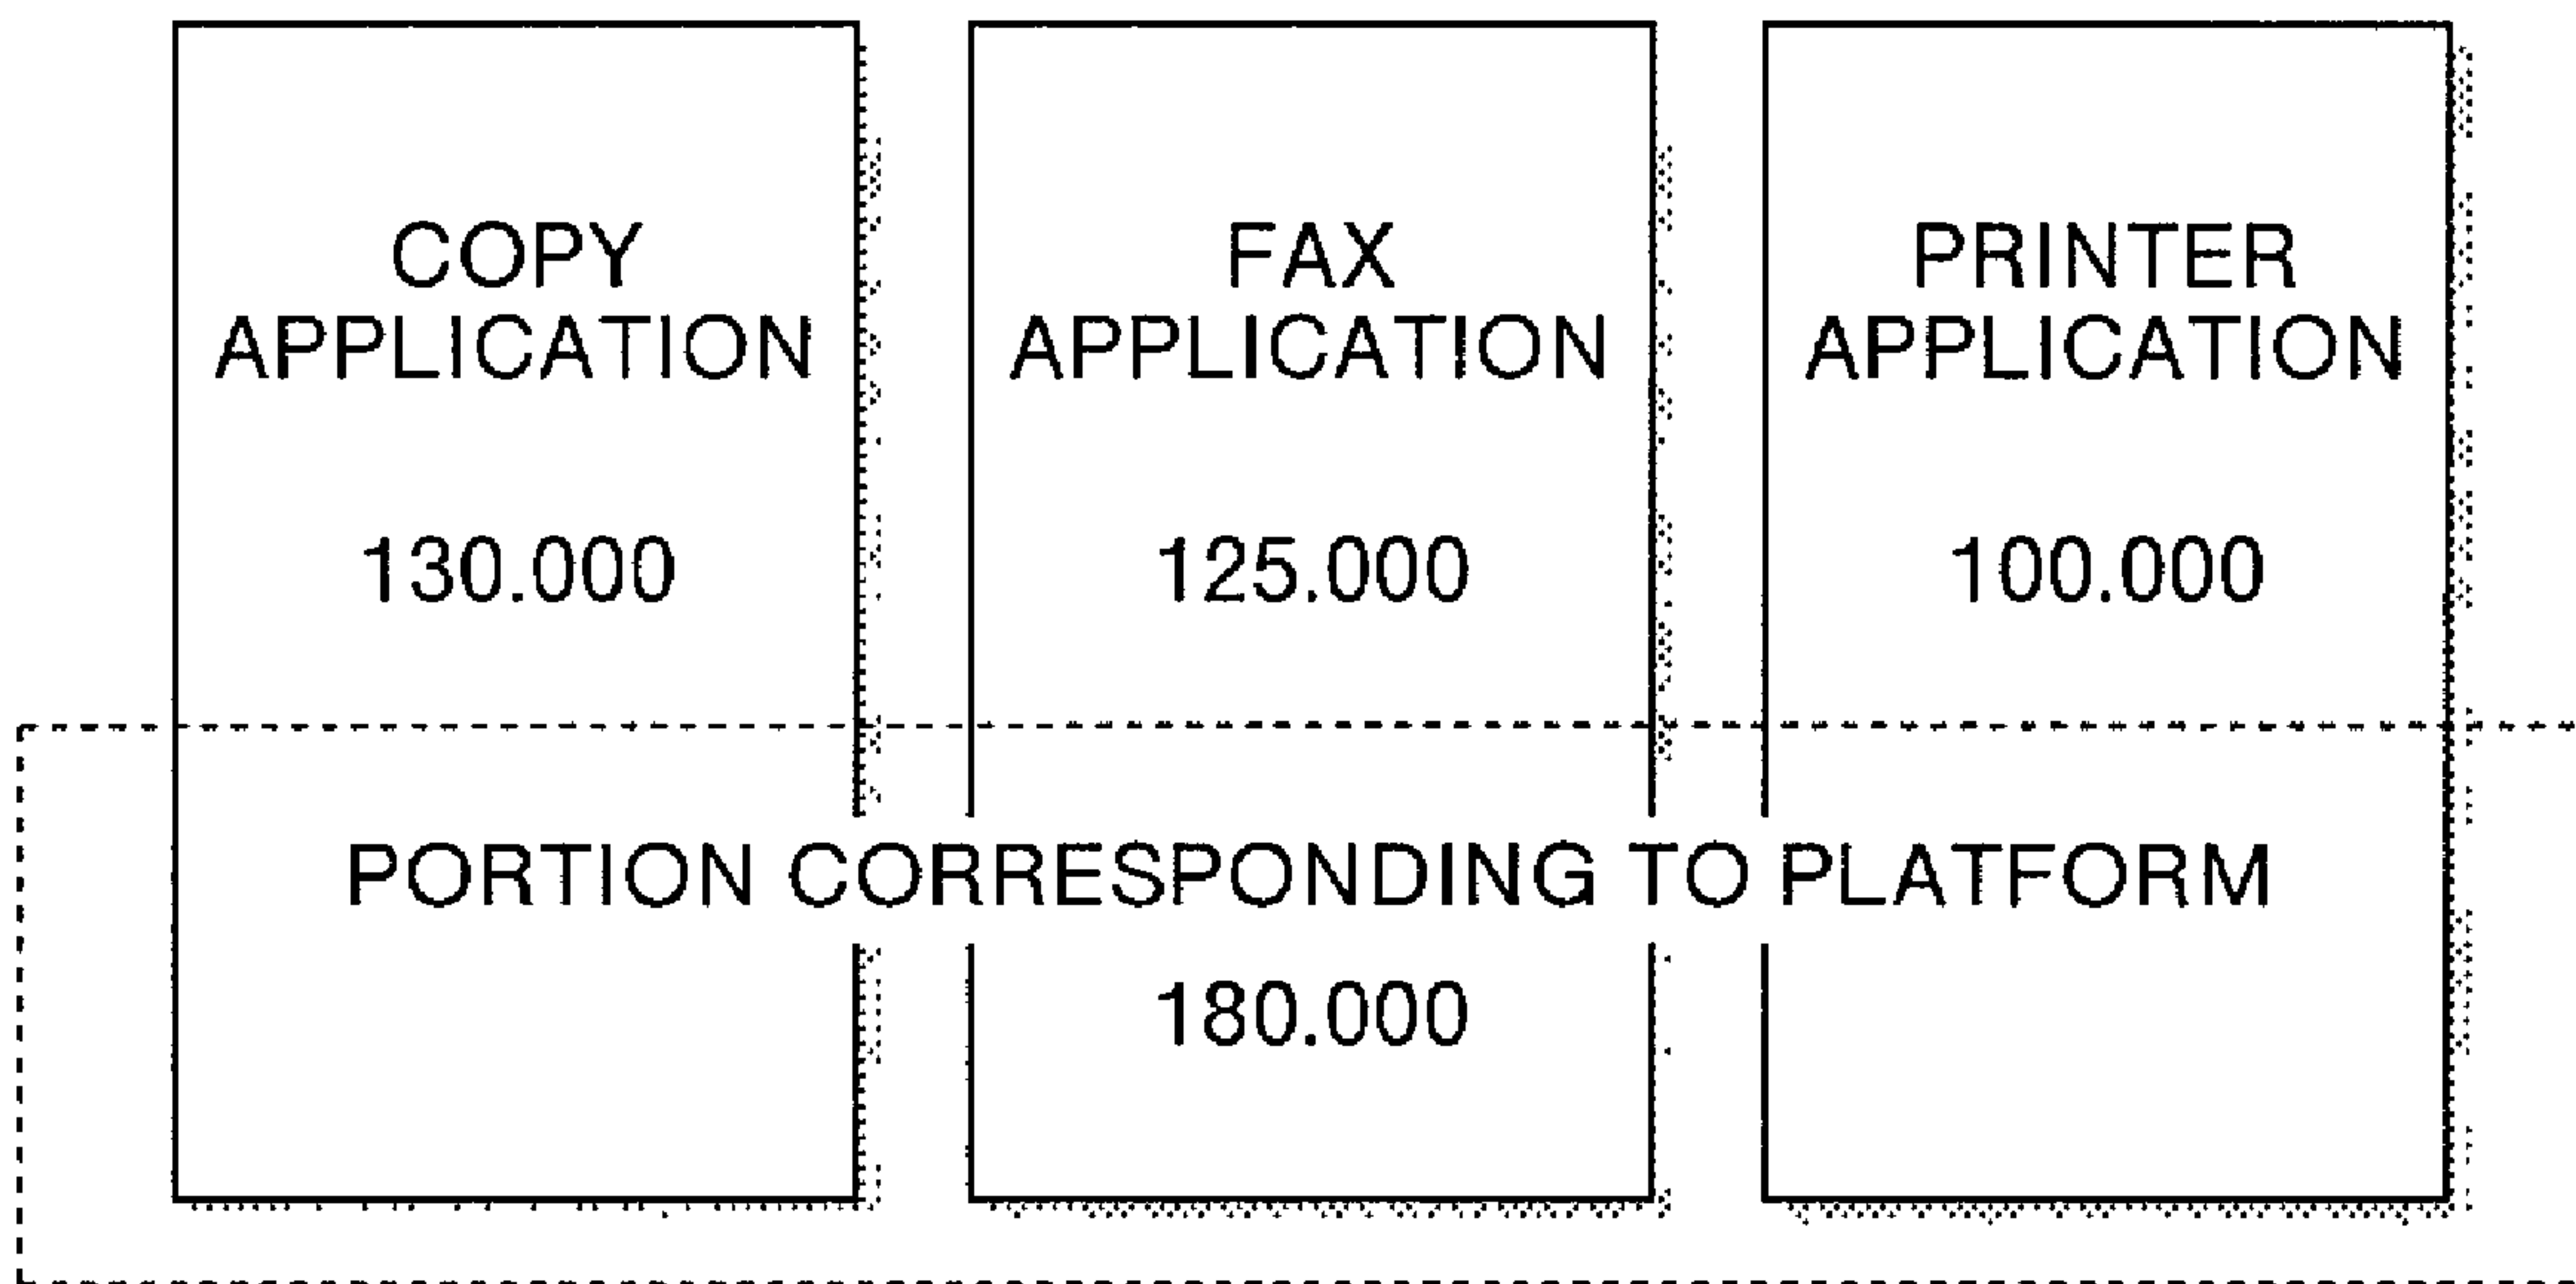 COPY
APPLICATION
130.000
FAX
APPLICATION
125.000
PRINTER
APPLICATION
100.000
PORTION CORRESPONDING TO PLATFORM
180.000